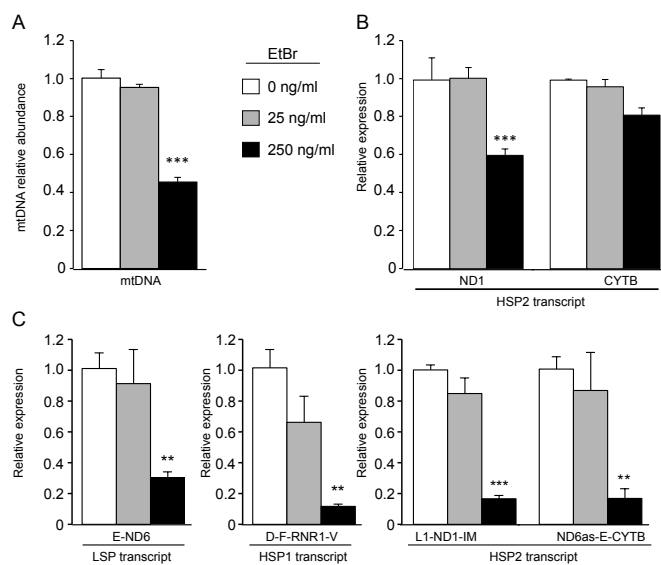 A
EtBr
0 ng/ml
25 ng/ml
250 ng/ml
mtDNA relative abundance
1.2
1.0
0.8
0.6
0.4
0.2
0
***
mtDNA
B
Relative expression
1.2
1.0
0.8
0.6
0.4
0.2
0
***
ND1 CYTB
HSP2 transcript
C
Relative expression
1.2
1.0
0.8
0.6
0.4
0.2
0
**
E-ND6
LSP transcript
Relative expression
1.2
1.0
0.8
0.6
0.4
0.2
0
**
D-F-RNR1-V
HSP1 transcript
Relative expression
1.2
1.0
0.8
0.6
0.4
0.2
0
*** **
L1-ND1-IM ND6as-E-CYTB
HSP2 transcript